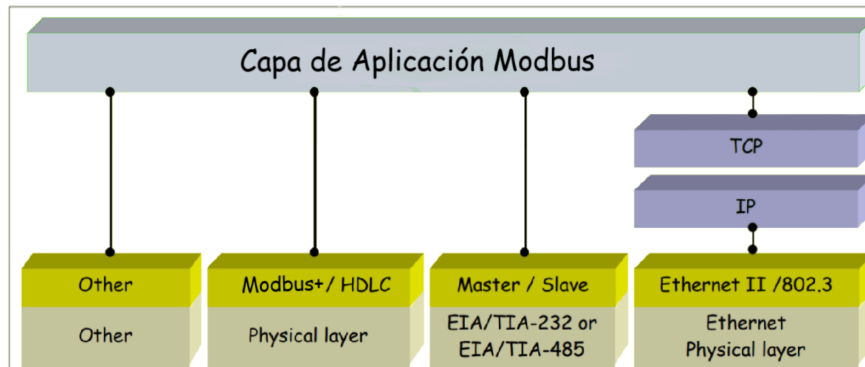 Capa de Aplicación Modbus
TCP
IP
Other
Modbus+/ HDLC
Master / Slave
Ethernet II /802.3
Other
Physical layer
EIA/TIA-232 or
EIA/TIA-485
Ethernet
Physical layer